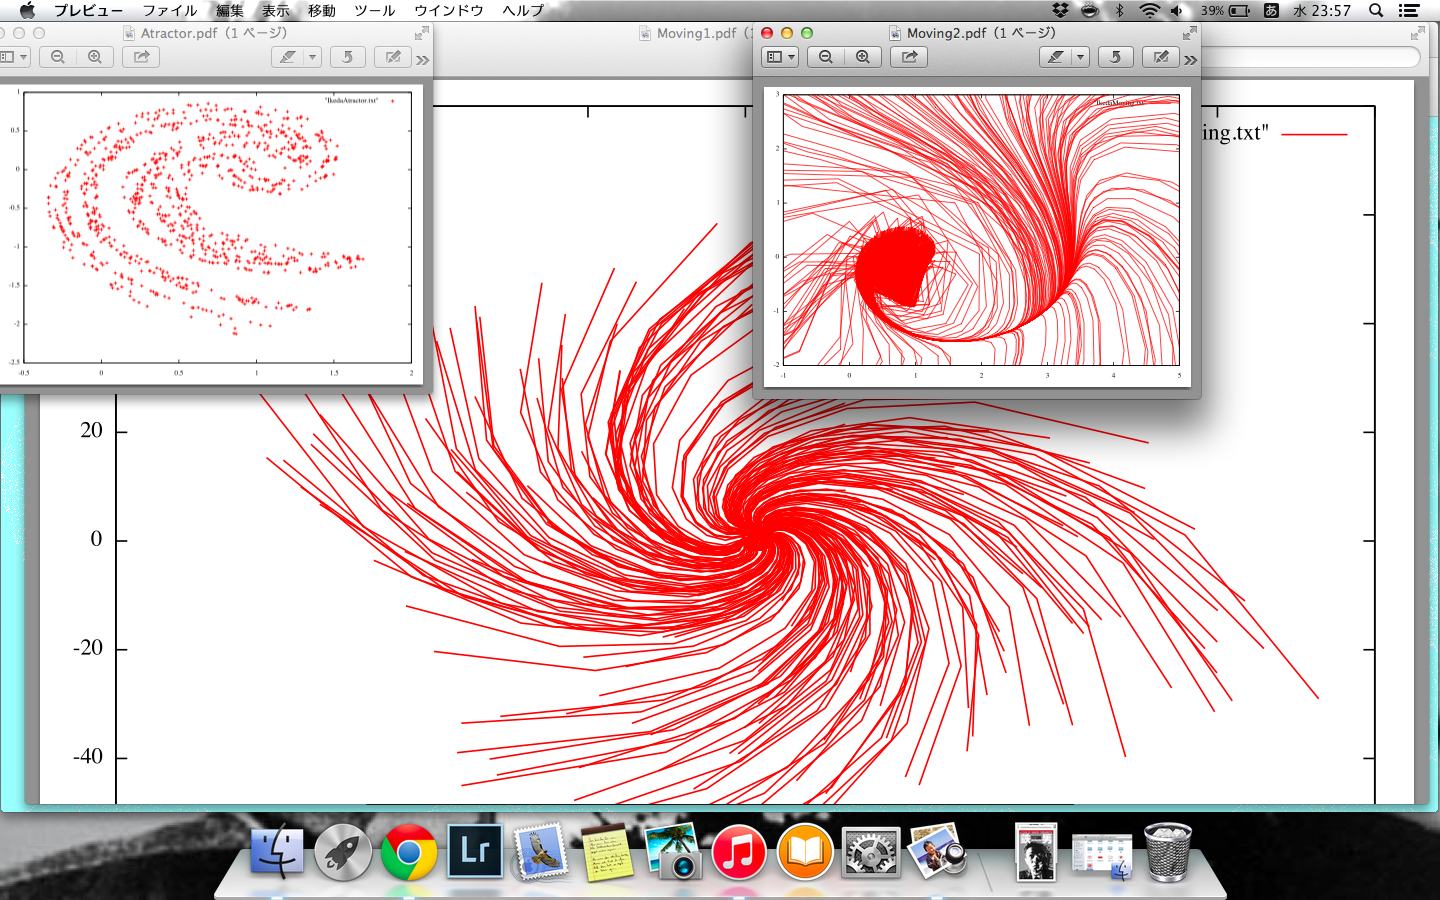 プレビュー ファイル 編集 表示 移動 ツール ウインドウ ヘルプ 39% あ 水 23:57
Atractor.pdf（1 ページ）
Moving1.pdf（1
Moving2.pdf（1 ページ）
"IkedaAtractor.txt"
1
0.5
0
-0.5
-1
-1.5
-2
-2.5
-0.5 0 0.5 1 1.5 2
3
2
1
0
-1
-2
-1 0 1 2 3 4 5
ing.txt"
20
0
-20
-40
Lr